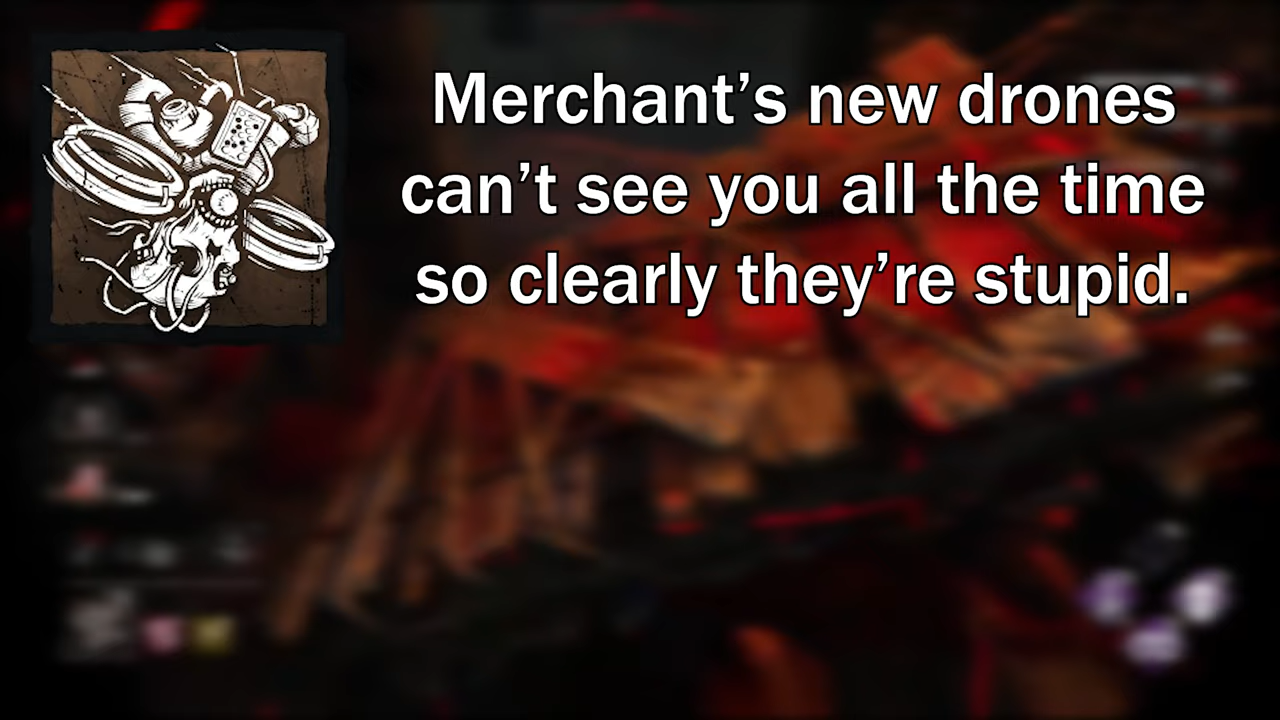 Merchant’s new drones
can’t see you all the time
so clearly they’re stupid.